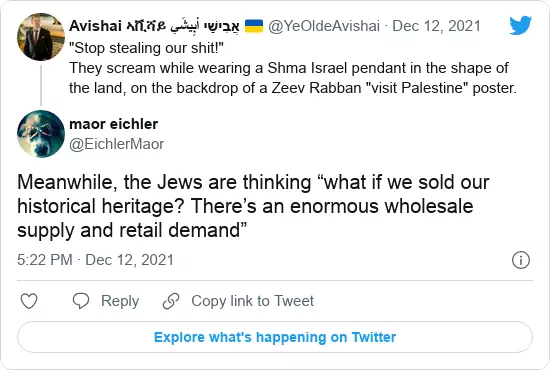 Avishai አቪሻይ أبيشي אֲבִישַׁי 🇺🇦 @YeOldeAvishai · Dec 12, 2021
"Stop stealing our shit!"
They scream while wearing a Shma Israel pendant in the shape of
the land, on the backdrop of a Zeev Rabban "visit Palestine" poster.
maor eichler
@EichlerMaor
Meanwhile, the Jews are thinking “what if we sold our
historical heritage? There’s an enormous wholesale
supply and retail demand”
5:22 PM · Dec 12, 2021
Reply
Copy link to Tweet
Explore what's happening on Twitter